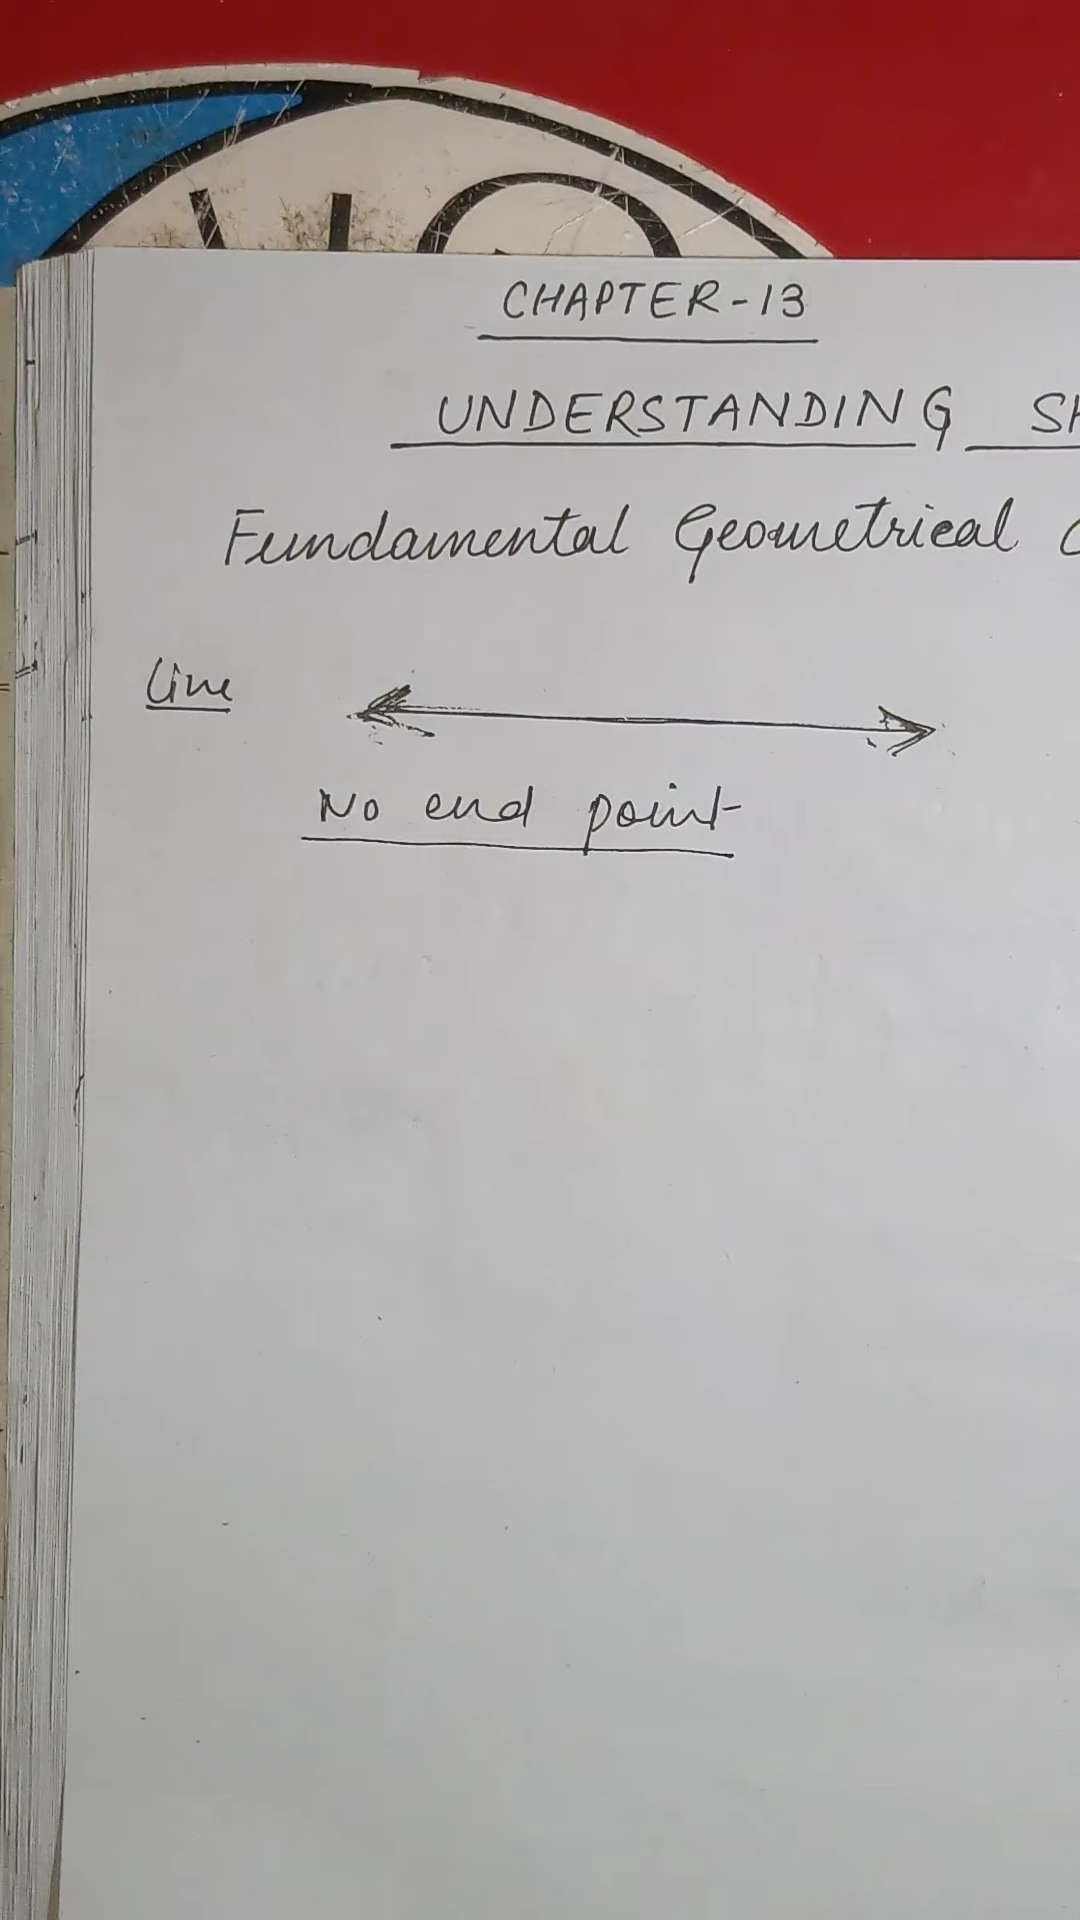 CHAPTER-13
UNDERSTANDING
Fundamental Geometrical
Line
No end point